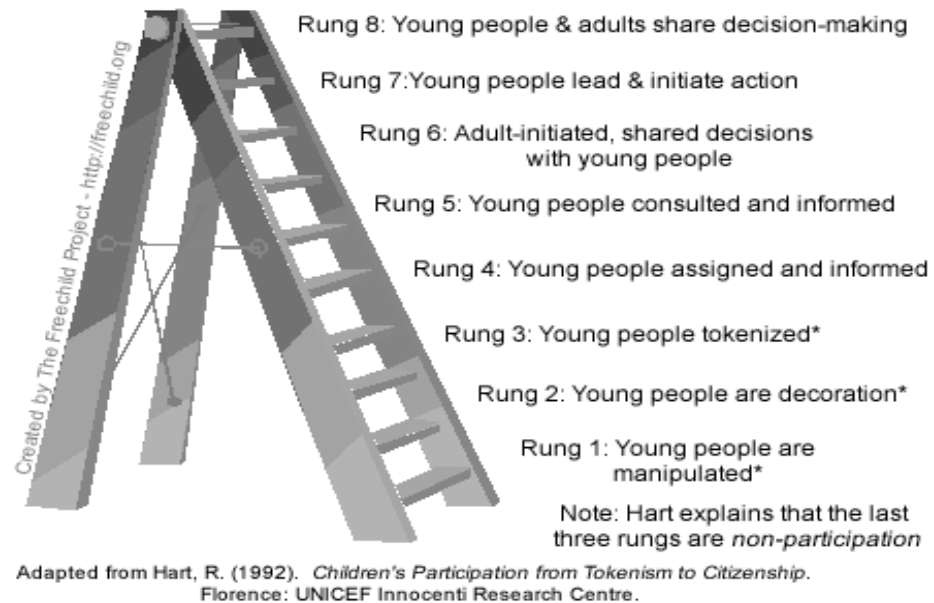 Rung 8: Young people & adults share decision-making
Rung 7:Young people lead & initiate action
Rung 6: Adult-initiated, shared decisions
with young people
Rung 5: Young people consulted and informed
Rung 4: Young people assigned and informed
Rung 3: Young people tokenized*
Rung 2: Young people are decoration*
Rung 1: Young people are
manipulated*
Note: Hart explains that the last
three rungs are non-participation
Created by The Freechild Project - http://freechild.org
Adapted from Hart, R. (1992). Children's Participation from Tokenism to Citizenship.
Florence: UNICEF Innocenti Research Centre.